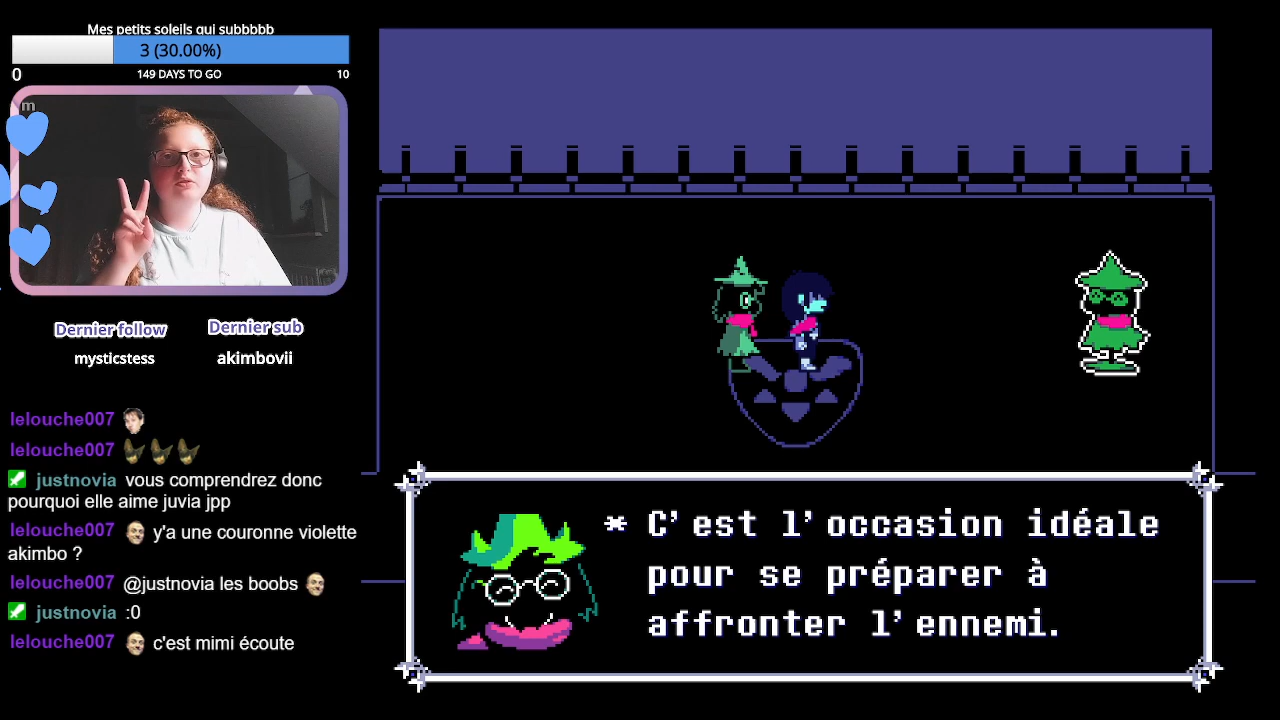 Mes petits soleils qui subbbbb
3 (30.00%)
0
149 DAYS TO GO
10
m
Dernier follow
Dernier sub
mysticstess
akimbovii
lelouche007
lelouche007
justnovia vous comprendrez donc
pourquoi elle aime juvia jpp
lelouche007 y'a une couronne violette
akimbo ?
lelouche007 @justnovia les boobs
justnovia :0
lelouche007 c'est mimi écoute
* C'est l'occasion idéale
pour se préparer à
affronter l'ennemi.